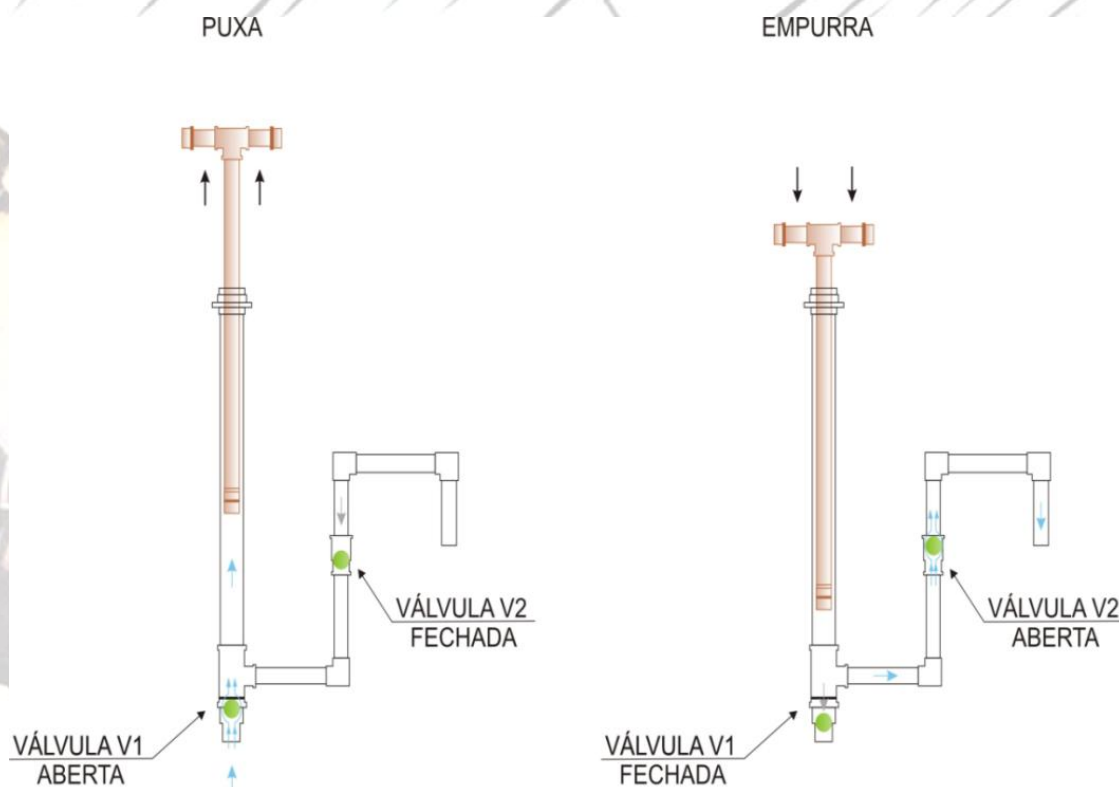 PUXA
EMPURRA
VÁLVULA V2
FECHADA
VÁLVULA V1
ABERTA
VÁLVULA V2
ABERTA
VÁLVULA V1
FECHADA